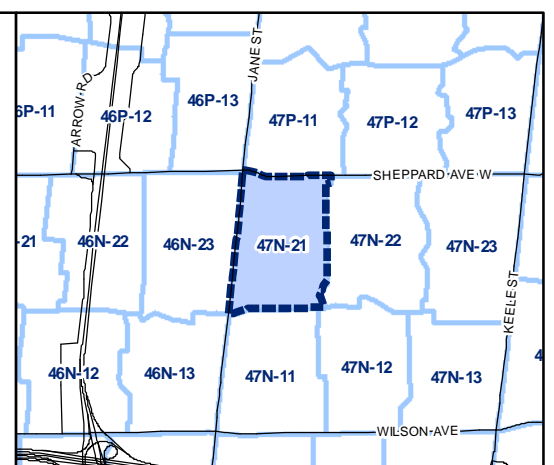 JANE ST
ARROW RD
6P-11
46P-12
46P-13
47P-11
47P-12
47P-13
SHEPPARD AVE W
-21
46N-22
46N-23
47N-21
47N-22
47N-23
KEELE ST
46N-12
46N-13
47N-11
47N-12
47N-13
4
WILSON AVE